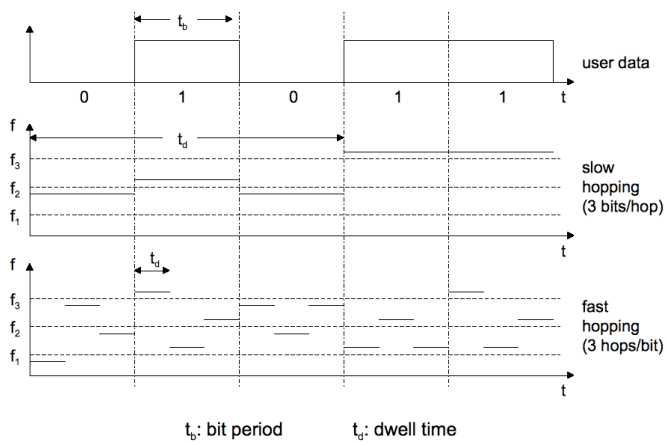 t_b
user data
0 1 0 1 1 t
f
t_d
f_3
f_2
f_1
slow
hopping
(3 bits/hop)
t
f
t_d
f_3
f_2
f_1
fast
hopping
(3 hops/bit)
t
t_b: bit period t_d: dwell time